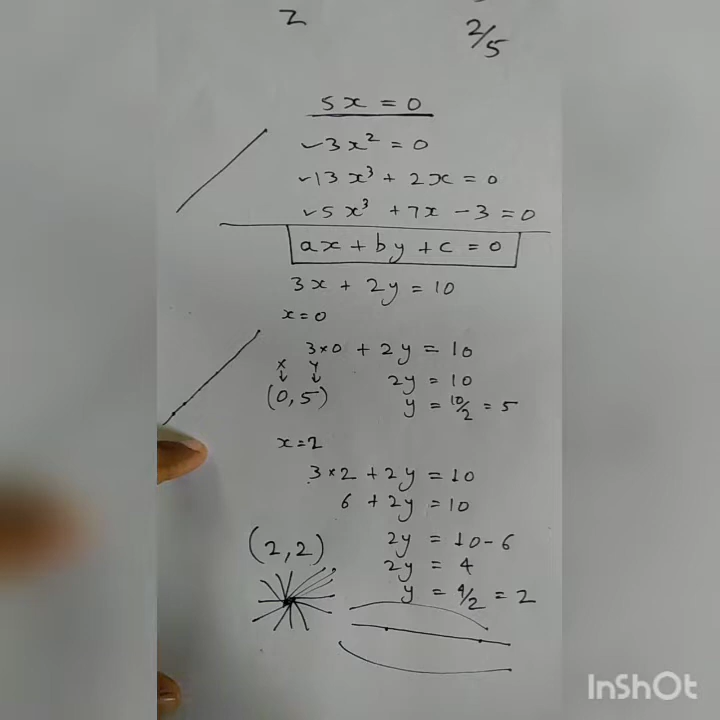 2
2/5
5x = 0
✓3x² = 0
✓13x³ + 2x = 0
✓5x³ + 7x - 3 = 0
ax + by + c = 0
3x + 2y = 10
x=0
3×0 + 2y = 10
x y
↓ ↓
2y = 10
(0,5)
y = 10/2 = 5
x=2
3×2 + 2y = 10
6 + 2y = 10
(2,2)
2y = 10-6
2y = 4
y = 4/2 = 2
InShOt